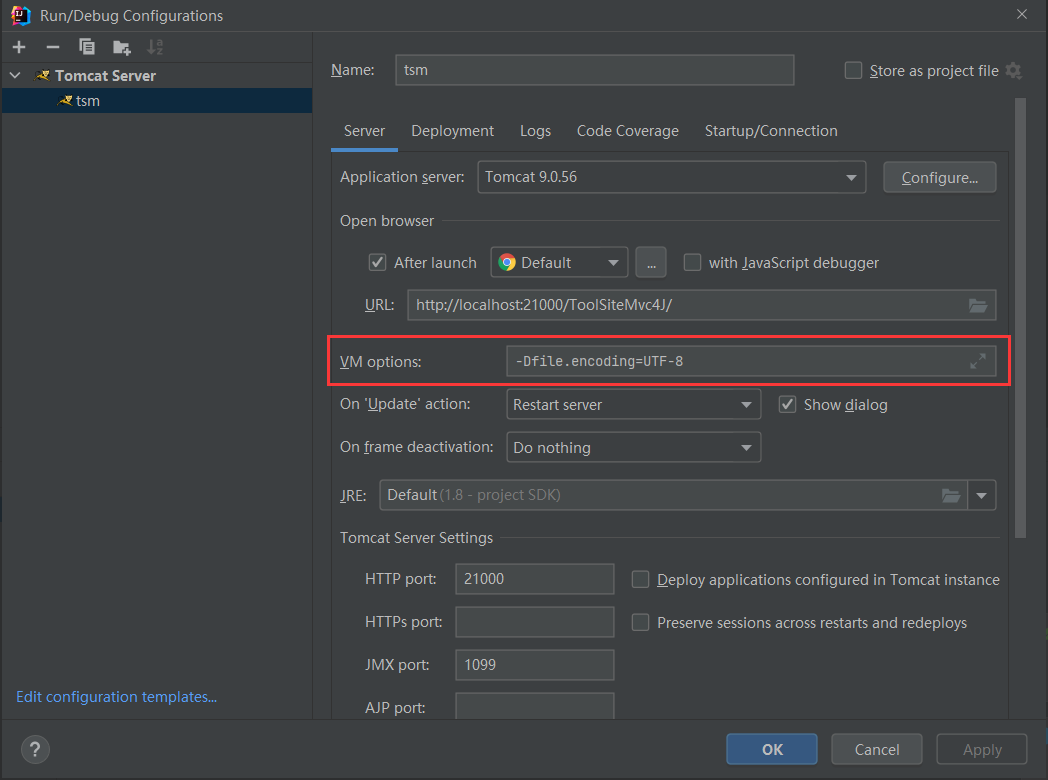 Run/Debug Configurations
Tomcat Server
tsm
Edit configuration templates...
Name: tsm Store as project file
Server Deployment Logs Code Coverage Startup/Connection
Application server: Tomcat 9.0.56 Configure...
Open browser
After launch Default ... with JavaScript debugger
URL: http://localhost:21000/ToolSiteMvc4J/
VM options: -Dfile.encoding=UTF-8
On 'Update' action: Restart server Show dialog
On frame deactivation: Do nothing
JRE: Default (1.8 - project SDK)
Tomcat Server Settings
HTTP port: 21000 Deploy applications configured in Tomcat instance
HTTPs port: Preserve sessions across restarts and redeploys
JMX port: 1099
AJP port:
? OK Cancel Apply